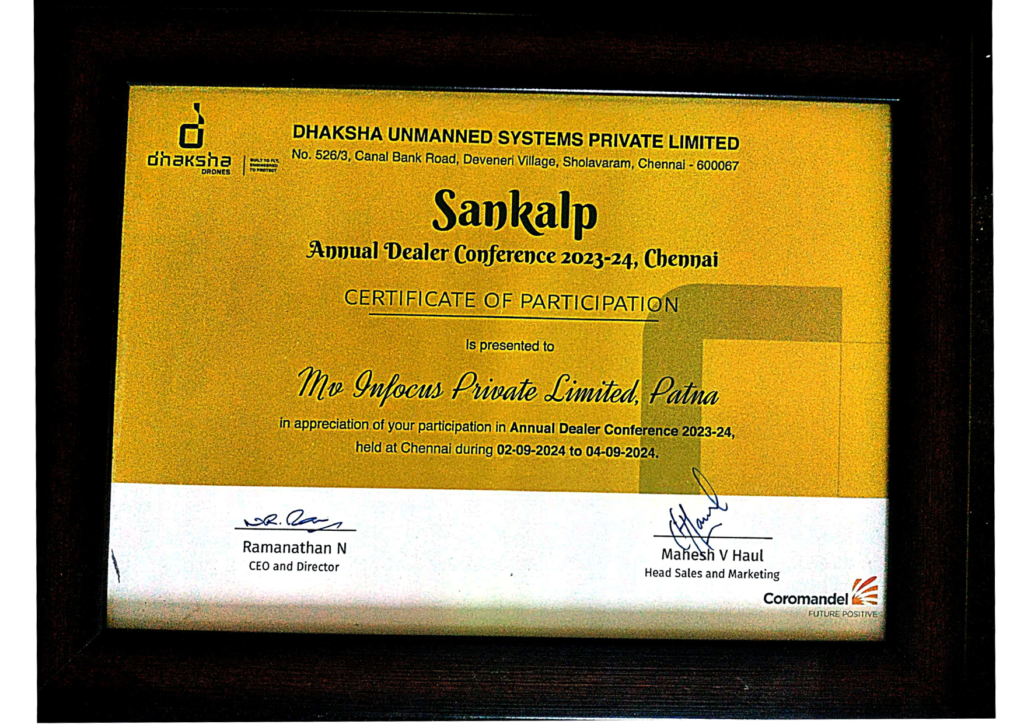 dhaksha
DRONES
BUILT TO FLY,
ENGINEERED
TO PROTECT
DHAKSHA UNMANNED SYSTEMS PRIVATE LIMITED
No. 526/3, Canal Bank Road, Deveneri Village, Sholavaram, Chennai - 600067
Sankalp
Annual Dealer Conference 2023-24, Chennai
CERTIFICATE OF PARTICIPATION
Is presented to
Mv Infocus Private Limited, Patna
in appreciation of your participation in Annual Dealer Conference 2023-24,
held at Chennai during 02-09-2024 to 04-09-2024.
Ramanathan N
CEO and Director
Mahesh V Haul
Head Sales and Marketing
Coromandel
FUTURE POSITIVE